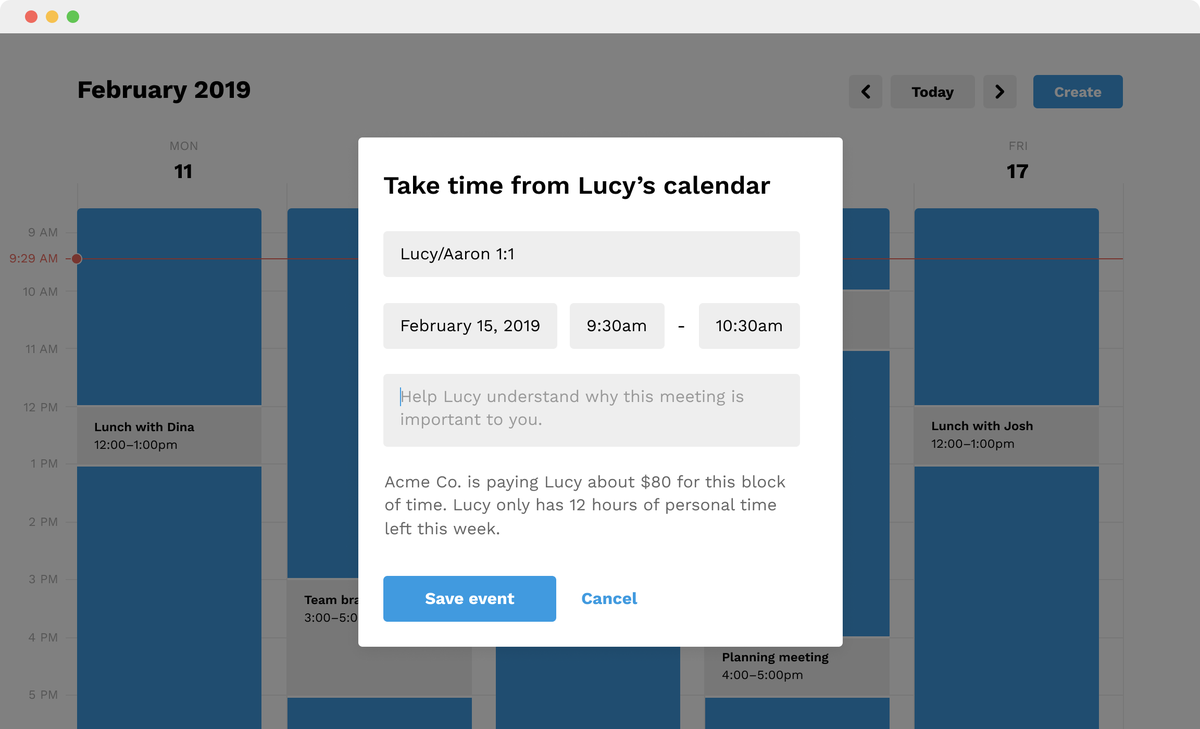 February 2019
Today
Create
MON
11
FRI
17
9 AM
9:29 AM
10 AM
11 AM
12 PM
1 PM
2 PM
3 PM
4 PM
5 PM
Lunch with Dina
12:00–1:00pm
Team bra
3:00–5:0
Take time from Lucy’s calendar
Lucy/Aaron 1:1
February 15, 2019 9:30am - 10:30am
Help Lucy understand why this meeting is
important to you.
Acme Co. is paying Lucy about $80 for this block
of time. Lucy only has 12 hours of personal time
left this week.
Save event Cancel
Planning meeting
4:00–5:00pm
Lunch with Josh
12:00–1:00pm